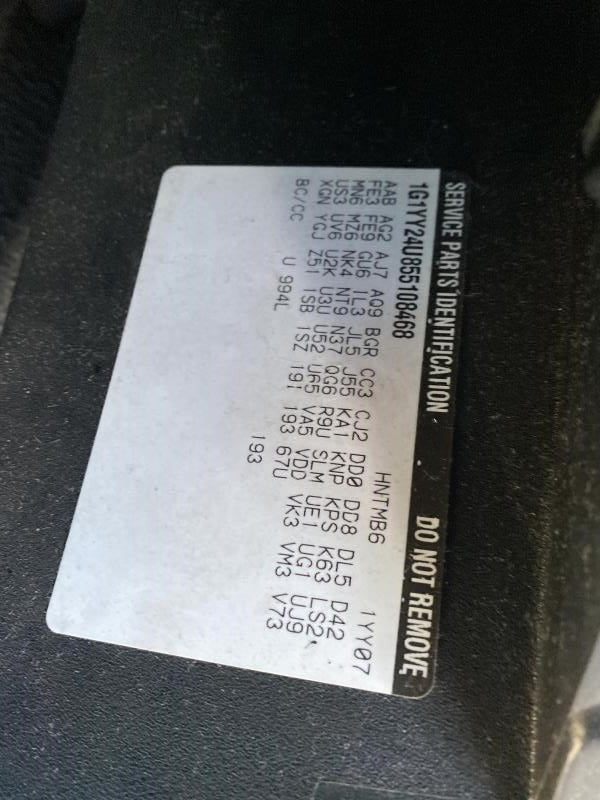 SERVICE PARTS IDENTIFICATION DO NOT REMOVE
1G1YY24U855108468 HNTMB6 1YY07
AAB AG2 AJ7 AQ9 BGR CC3 CJ2 DD0 DD8 DL5 D42
FE3 FE9 GU6 IL3 JL5 J55 KA1 KNP KPS K63 LS2
MN6 MZ6 NK4 NT9 N37 QG6 R9U SLM UE1 UG1 UJ9
US3 UV6 U2K U3U U52 UF5 VA5 VDD VK3 VM3 V73
XGN YGJ Z51 1SB 1SZ 191 193 67U
BC/CC U 994L 193